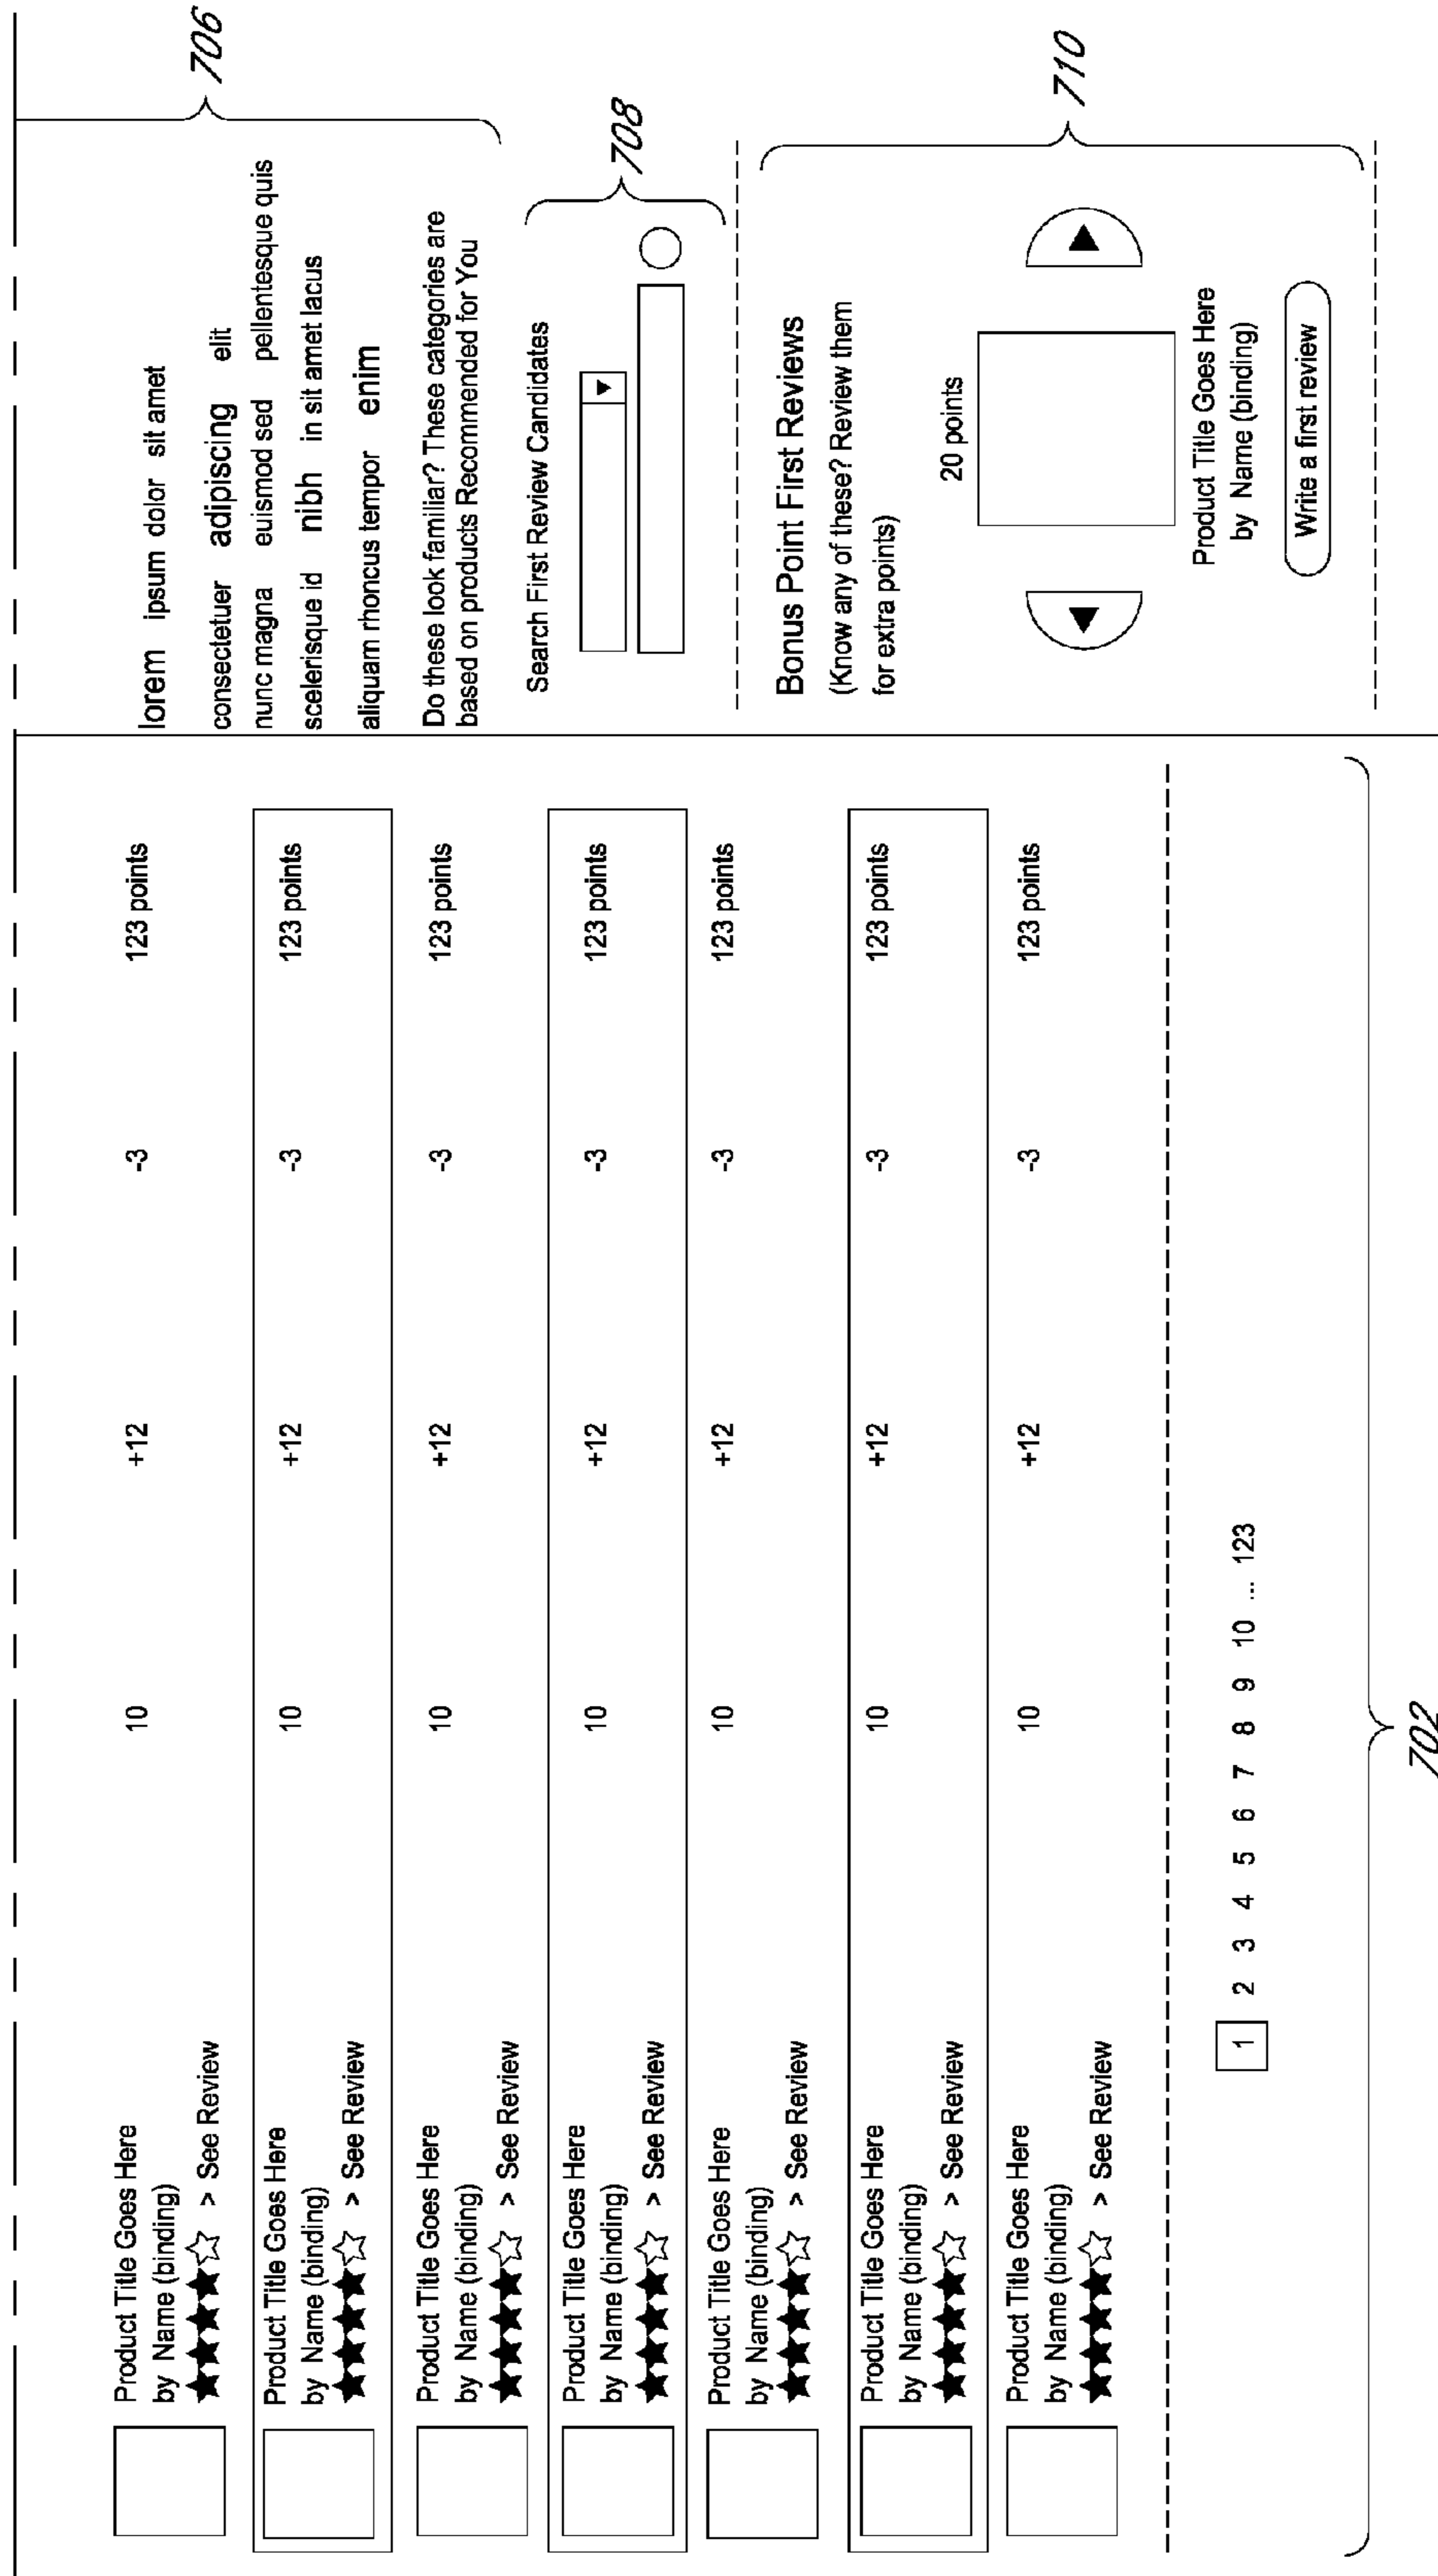 Product Title Goes Here
by Name (binding)
> See Review
10 +12 -3 123 points
Product Title Goes Here
by Name (binding)
> See Review
10 +12 -3 123 points
Product Title Goes Here
by Name (binding)
> See Review
10 +12 -3 123 points
Product Title Goes Here
by Name (binding)
> See Review
10 +12 -3 123 points
Product Title Goes Here
by Name (binding)
> See Review
10 +12 -3 123 points
Product Title Goes Here
by Name (binding)
> See Review
10 +12 -3 123 points
Product Title Goes Here
by Name (binding)
> See Review
10 +12 -3 123 points
1 2 3 4 5 6 7 8 9 10 ... 123
702
lorem ipsum dolor sit amet
consectetuer adipiscing elit
nunc magna euismod sed pellentesque quis
scelerisque id nibh in sit amet lacus
aliquam rhoncus tempor enim
Do these look familiar? These categories are
based on products Recommended for You
706
Search First Review Candidates
708
Bonus Point First Reviews
(Know any of these? Review them
for extra points)
20 points
Product Title Goes Here
by Name (binding)
Write a first review
710